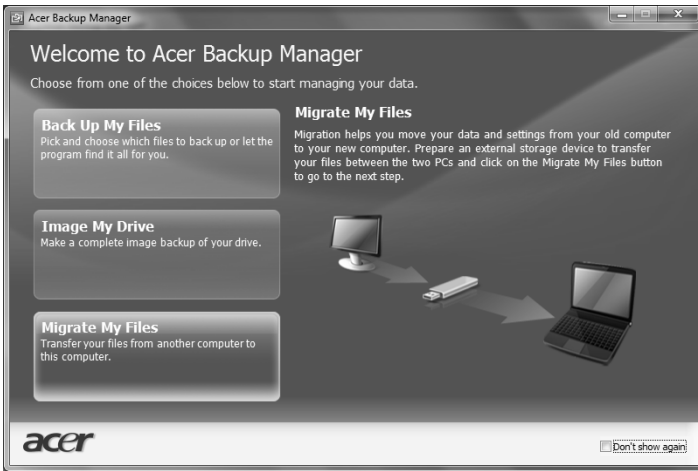 Acer Backup Manager
Welcome to Acer Backup Manager
Choose from one of the choices below to start managing your data.
Back Up My Files
Pick and choose which files to back up or let the
program find it all for you.
Image My Drive
Make a complete image backup of your drive.
Migrate My Files
Transfer your files from another computer to
this computer.
Migrate My Files
Migration helps you move your data and settings from your old computer
to your new computer. Prepare an external storage device to transfer
your files between the two PCs and click on the Migrate My Files button
to go to the next step.
acer
Don't show again